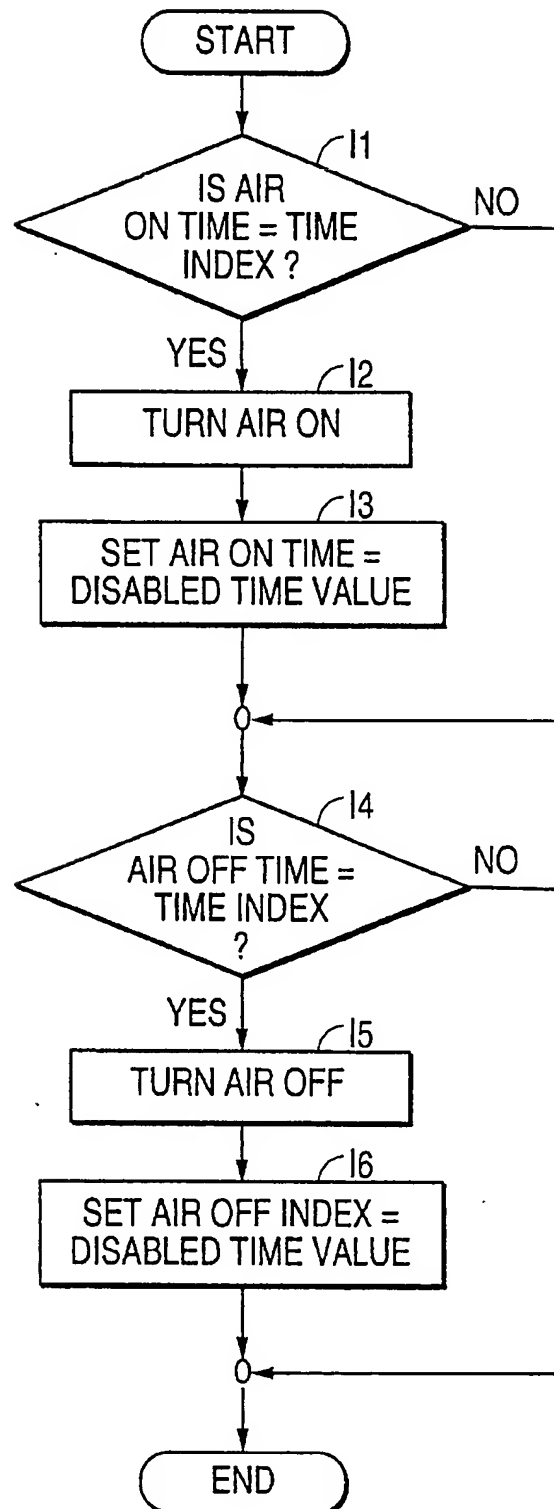 START
I1
IS AIR
ON TIME = TIME
INDEX ?
NO
YES
I2
TURN AIR ON
I3
SET AIR ON TIME =
DISABLED TIME VALUE
I4
IS
AIR OFF TIME =
TIME INDEX
?
NO
YES
I5
TURN AIR OFF
I6
SET AIR OFF INDEX =
DISABLED TIME VALUE
END